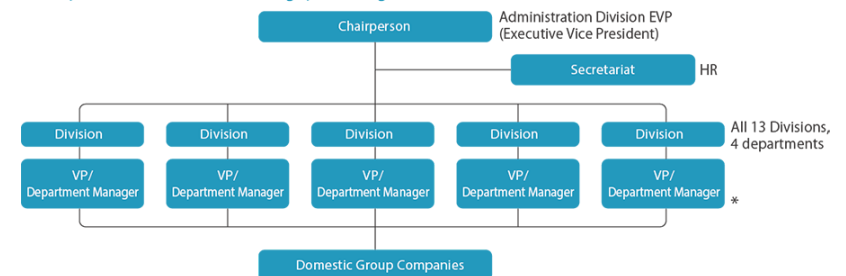 Chairperson
Administration Division EVP
(Executive Vice President)
Secretariat
HR
Division
Division
Division
Division
Division
All 13 Divisions,
4 departments
VP/
Department Manager
VP/
Department Manager
VP/
Department Manager
VP/
Department Manager
VP/
Department Manager
*
Domestic Group Companies